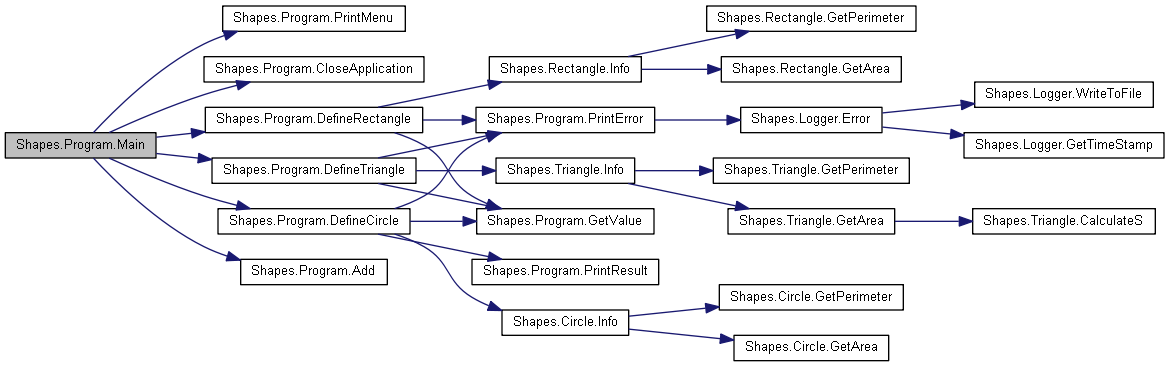 Shapes.Program.PrintMenu
Shapes.Rectangle.GetPerimeter
Shapes.Program.CloseApplication
Shapes.Rectangle.Info
Shapes.Rectangle.GetArea
Shapes.Logger.WriteToFile
Shapes.Program.DefineRectangle
Shapes.Program.PrintError
Shapes.Logger.Error
Shapes.Program.Main
Shapes.Logger.GetTimeStamp
Shapes.Program.DefineTriangle
Shapes.Triangle.Info
Shapes.Triangle.GetPerimeter
Shapes.Program.DefineCircle
Shapes.Program.GetValue
Shapes.Triangle.GetArea
Shapes.Triangle.CalculateS
Shapes.Program.Add
Shapes.Program.PrintResult
Shapes.Circle.GetPerimeter
Shapes.Circle.Info
Shapes.Circle.GetArea